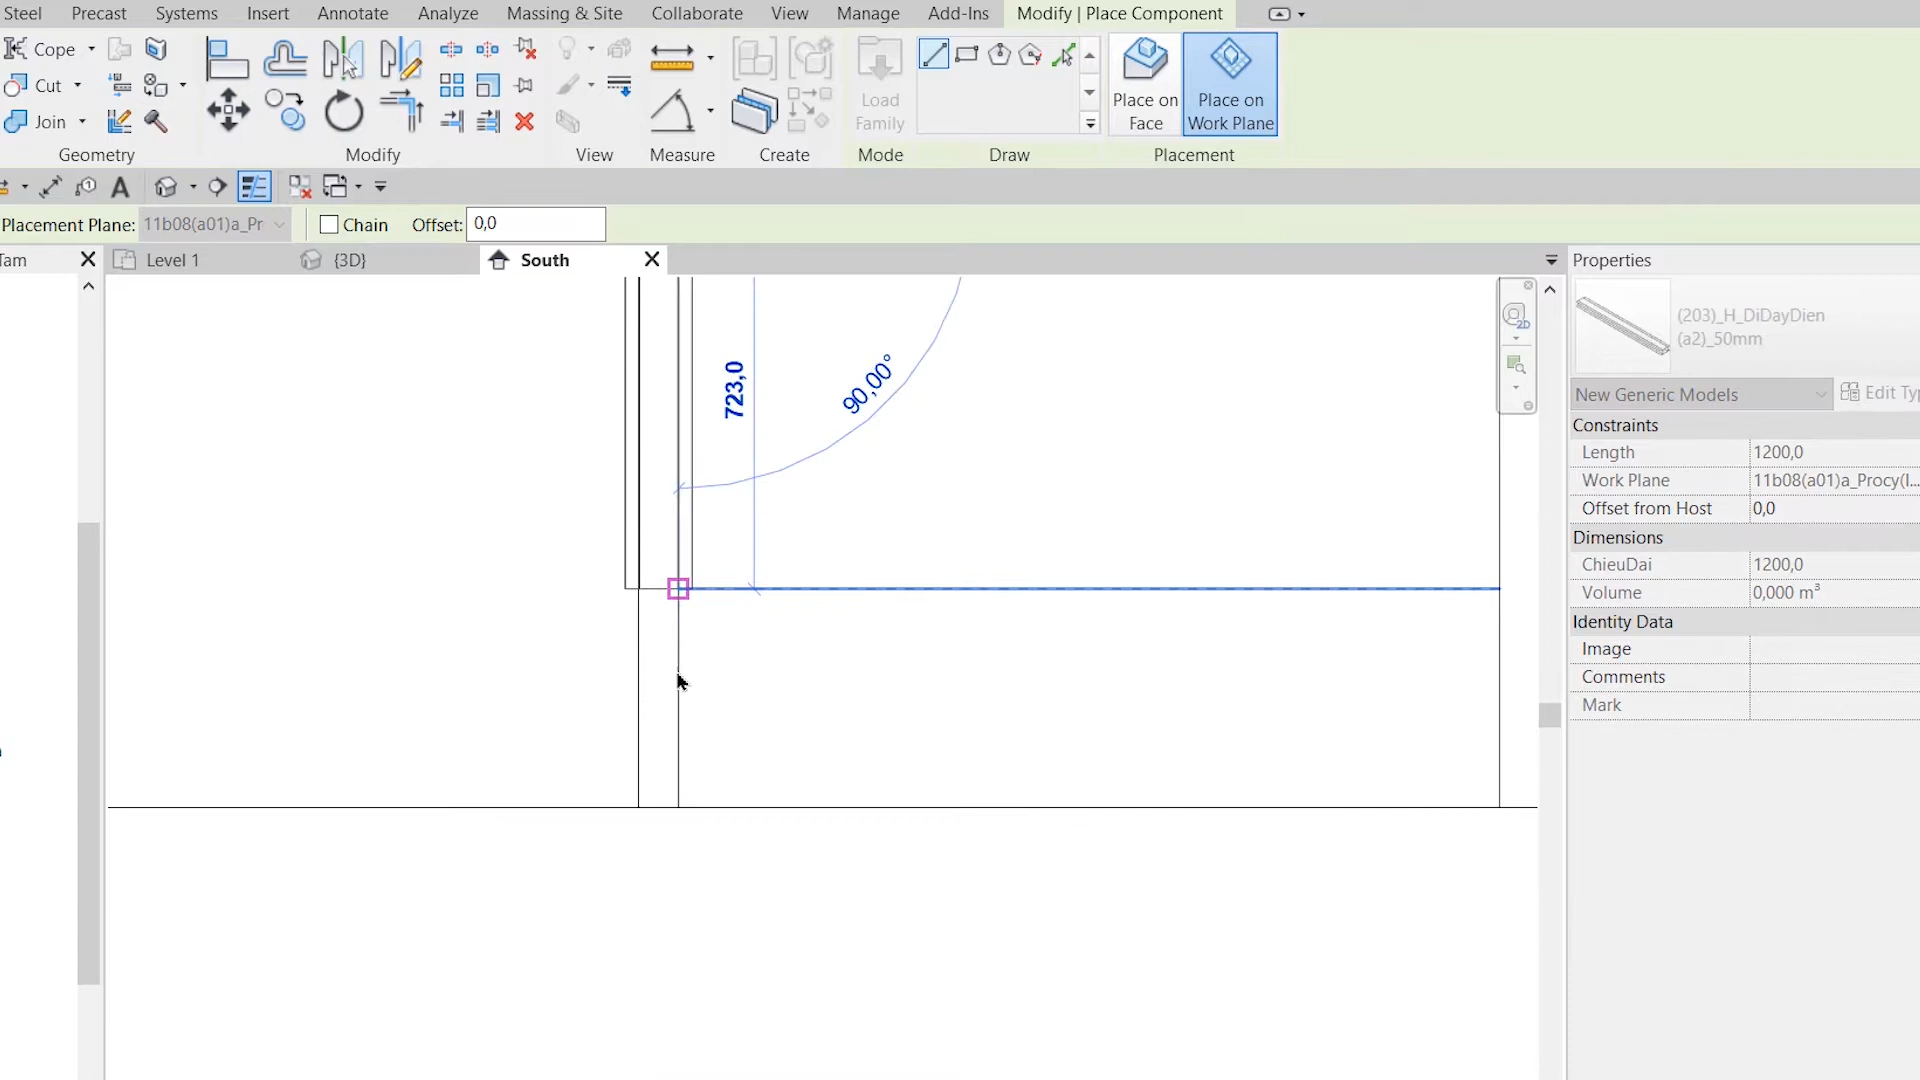 Steel Precast Systems Insert Annotate Analyze Massing & Site Collaborate View Manage Add-Ins Modify | Place Component
Cope
Cut
Join
Load
Family
Place on
Face
Place on
Work Plane
Geometry Modify View Measure Create Mode Draw Placement
A
Placement Plane: 11b08(a01)a_Pr Chain Offset: 0,0
Tam
Level 1
{3D}
South
2D
723,0
90,00°
Properties
(203)_H_DiDayDien
(a2)_50mm
New Generic Models Edit Typ
Constraints
Length 1200,0
Work Plane 11b08(a01)a_Procy(I...
Offset from Host 0,0
Dimensions
ChieuDai 1200,0
Volume 0,000 m³
Identity Data
Image
Comments
Mark